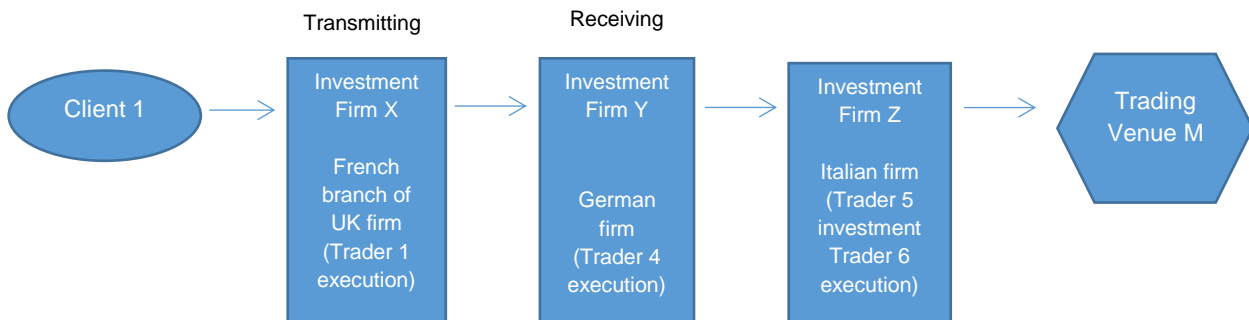 Transmitting
Receiving
Client 1
Investment
Firm X
French
branch of
UK firm
(Trader 1
execution)
Investment
Firm Y
German
firm
(Trader 4
execution)
Investment
Firm Z
Italian firm
(Trader 5
investment
Trader 6
execution)
Trading
Venue M